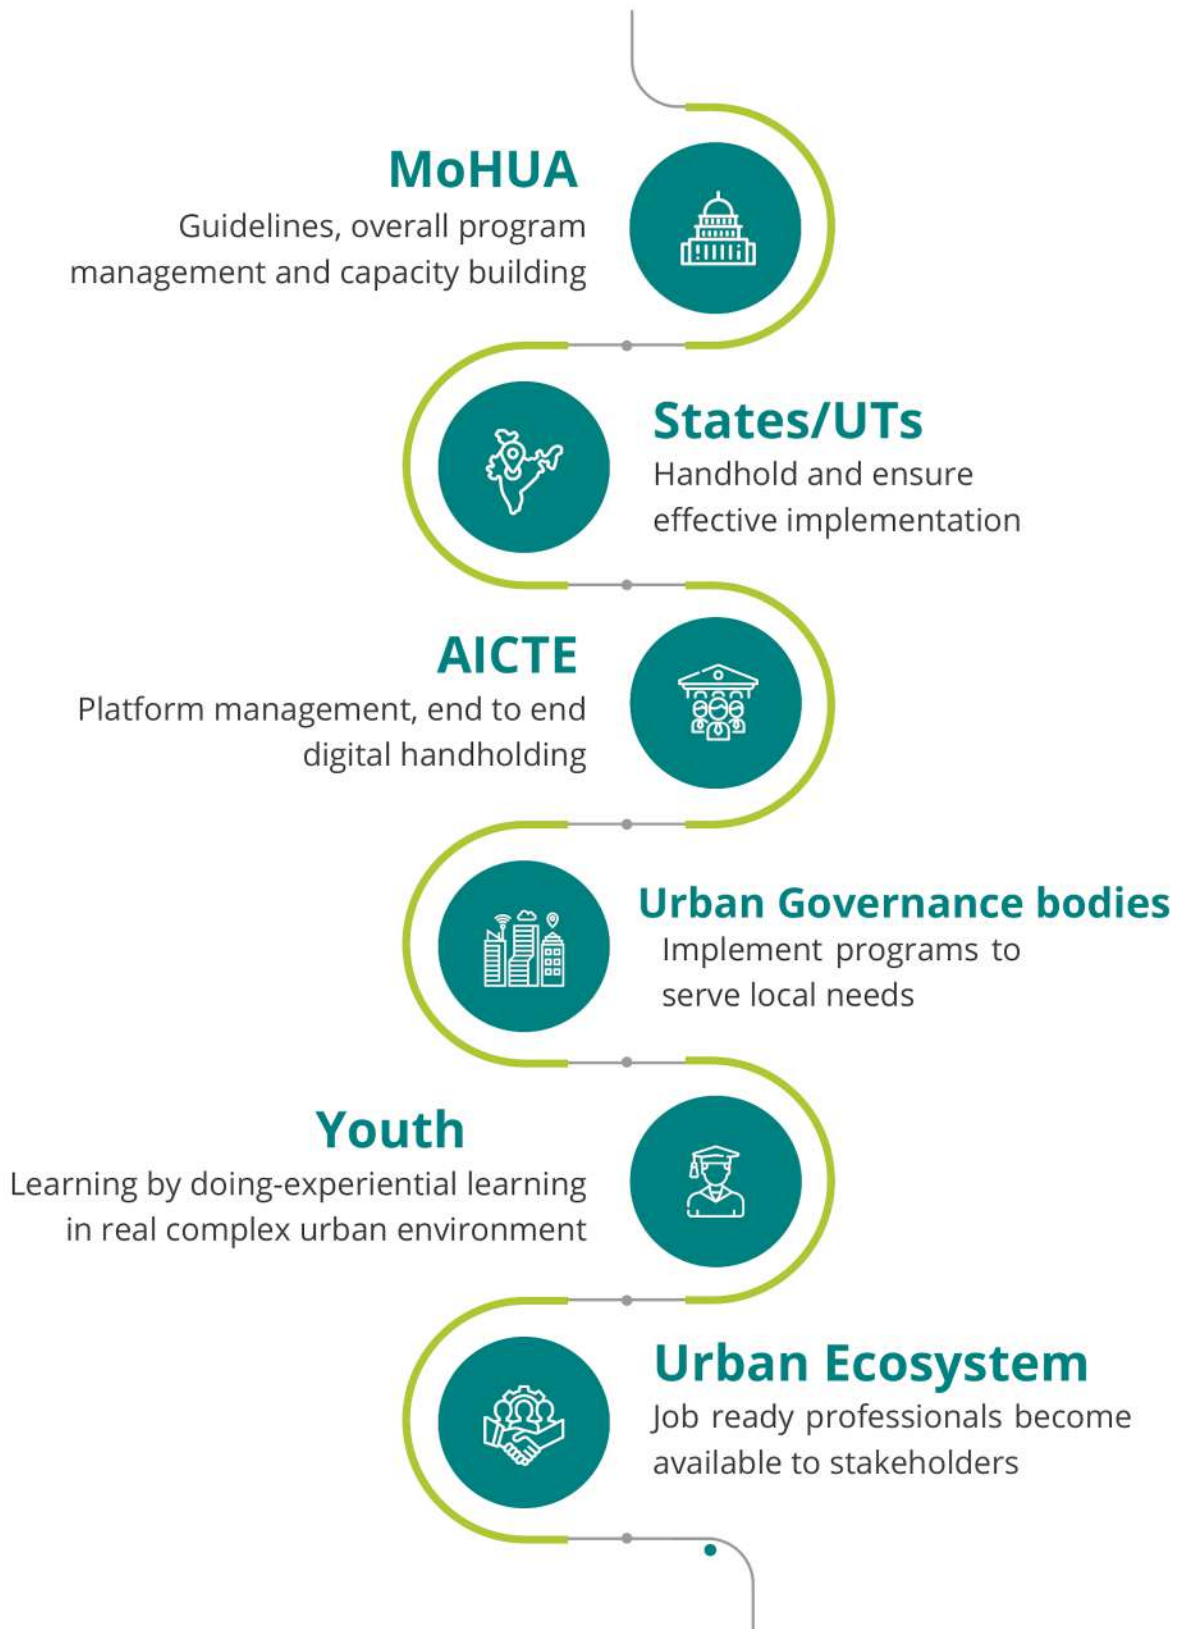 MoHUA
Guidelines, overall program
management and capacity building
States/UTs
Handhold and ensure
effective implementation
AICTE
Platform management, end to end
digital handholding
Urban Governance bodies
Implement programs to
serve local needs
Youth
Learning by doing-experiential learning
in real complex urban environment
Urban Ecosystem
Job ready professionals become
available to stakeholders